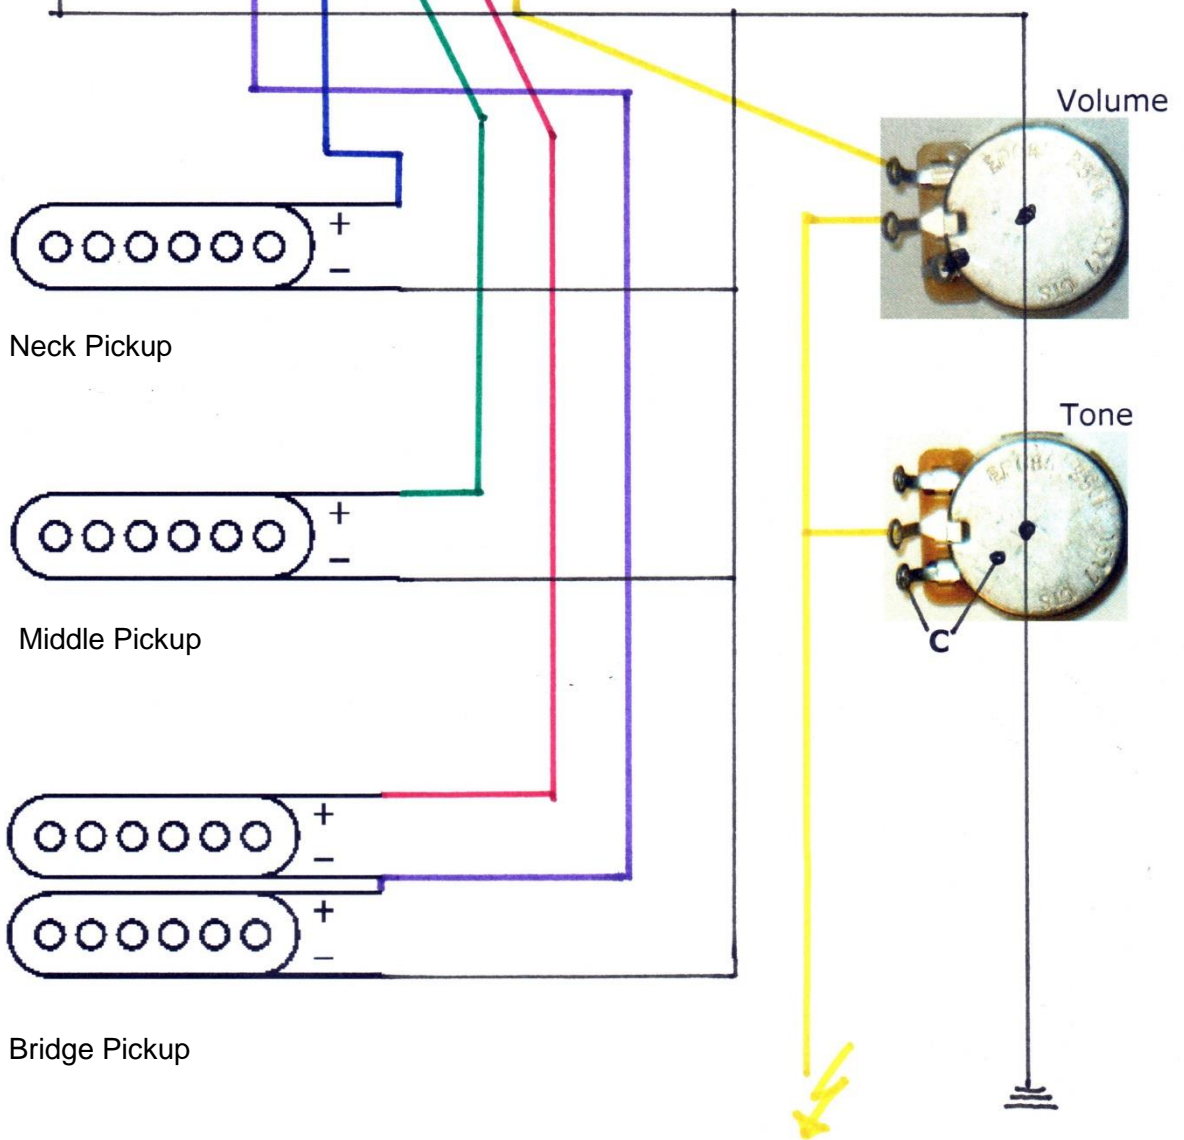 Volume
+
−
Neck Pickup
Tone
+
−
Middle Pickup
C
+
−
+
−
Bridge Pickup